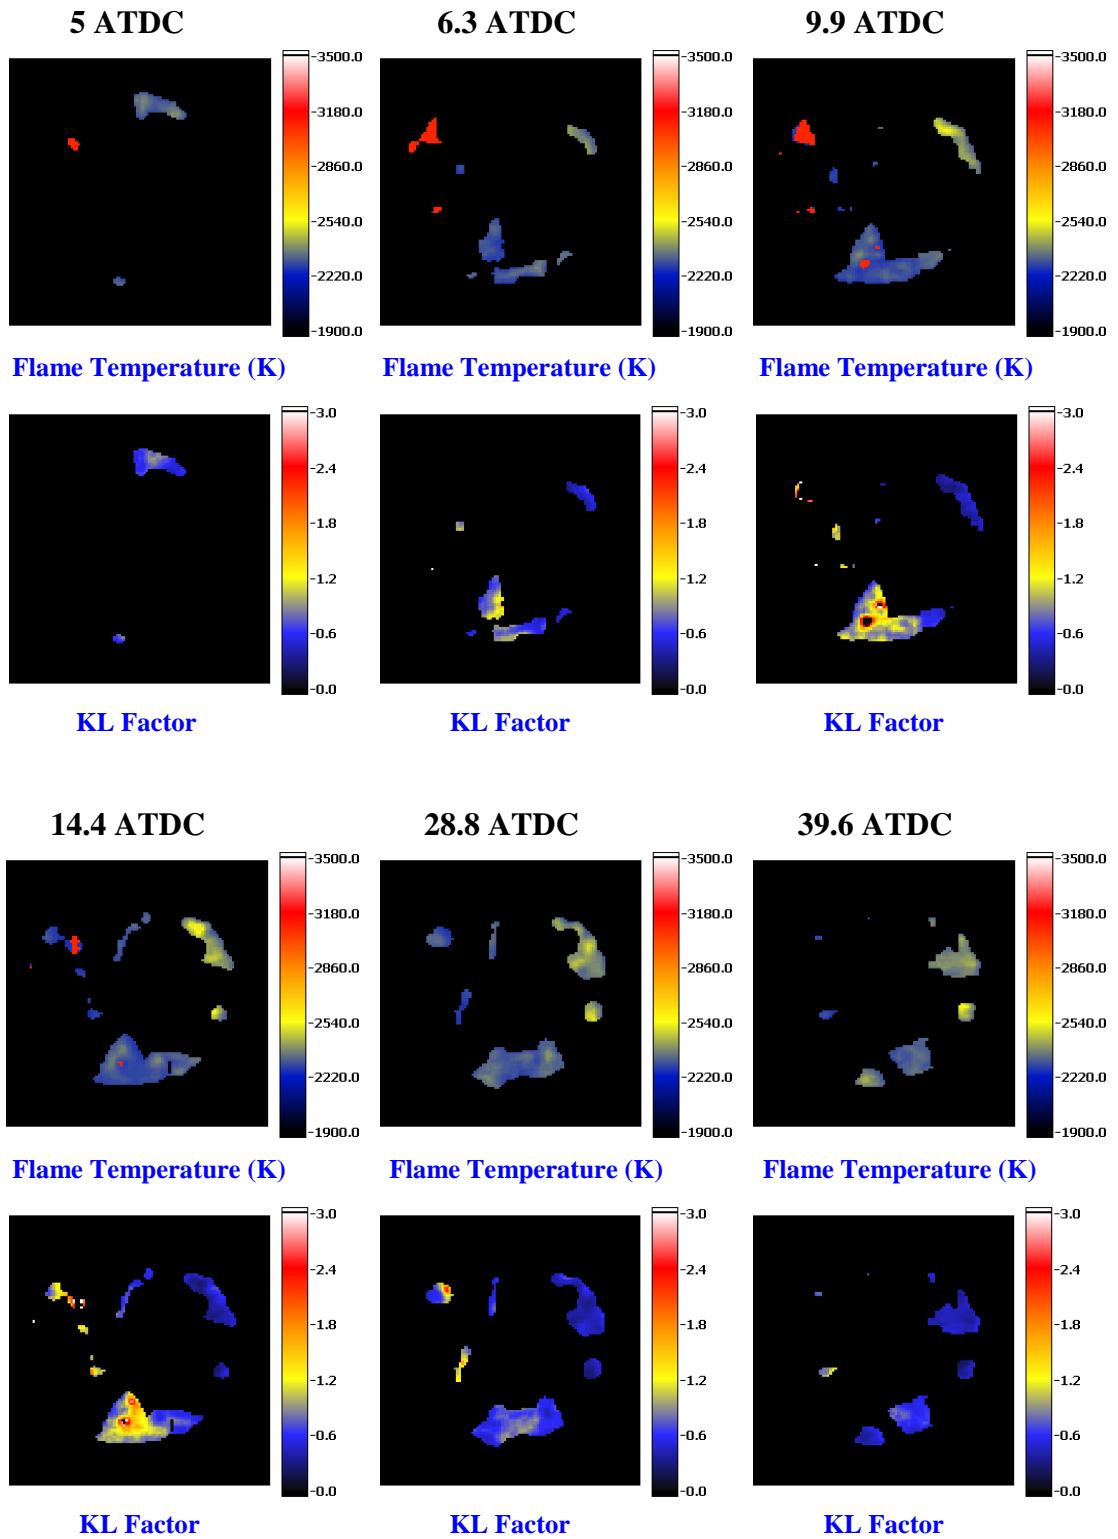 5 ATDC 6.3 ATDC 9.9 ATDC
3500.0 3500.0 3500.0
3180.0 3180.0 3180.0
2860.0 2860.0 2860.0
2540.0 2540.0 2540.0
2220.0 2220.0 2220.0
1900.0 1900.0 1900.0
Flame Temperature (K) Flame Temperature (K) Flame Temperature (K)
3.0 3.0 3.0
2.4 2.4 2.4
1.8 1.8 1.8
1.2 1.2 1.2
0.6 0.6 0.6
0.0 0.0 0.0
KL Factor KL Factor KL Factor
14.4 ATDC 28.8 ATDC 39.6 ATDC
3500.0 3500.0 3500.0
3180.0 3180.0 3180.0
2860.0 2860.0 2860.0
2540.0 2540.0 2540.0
2220.0 2220.0 2220.0
1900.0 1900.0 1900.0
Flame Temperature (K) Flame Temperature (K) Flame Temperature (K)
3.0 3.0 3.0
2.4 2.4 2.4
1.8 1.8 1.8
1.2 1.2 1.2
0.6 0.6 0.6
0.0 0.0 0.0
KL Factor KL Factor KL Factor